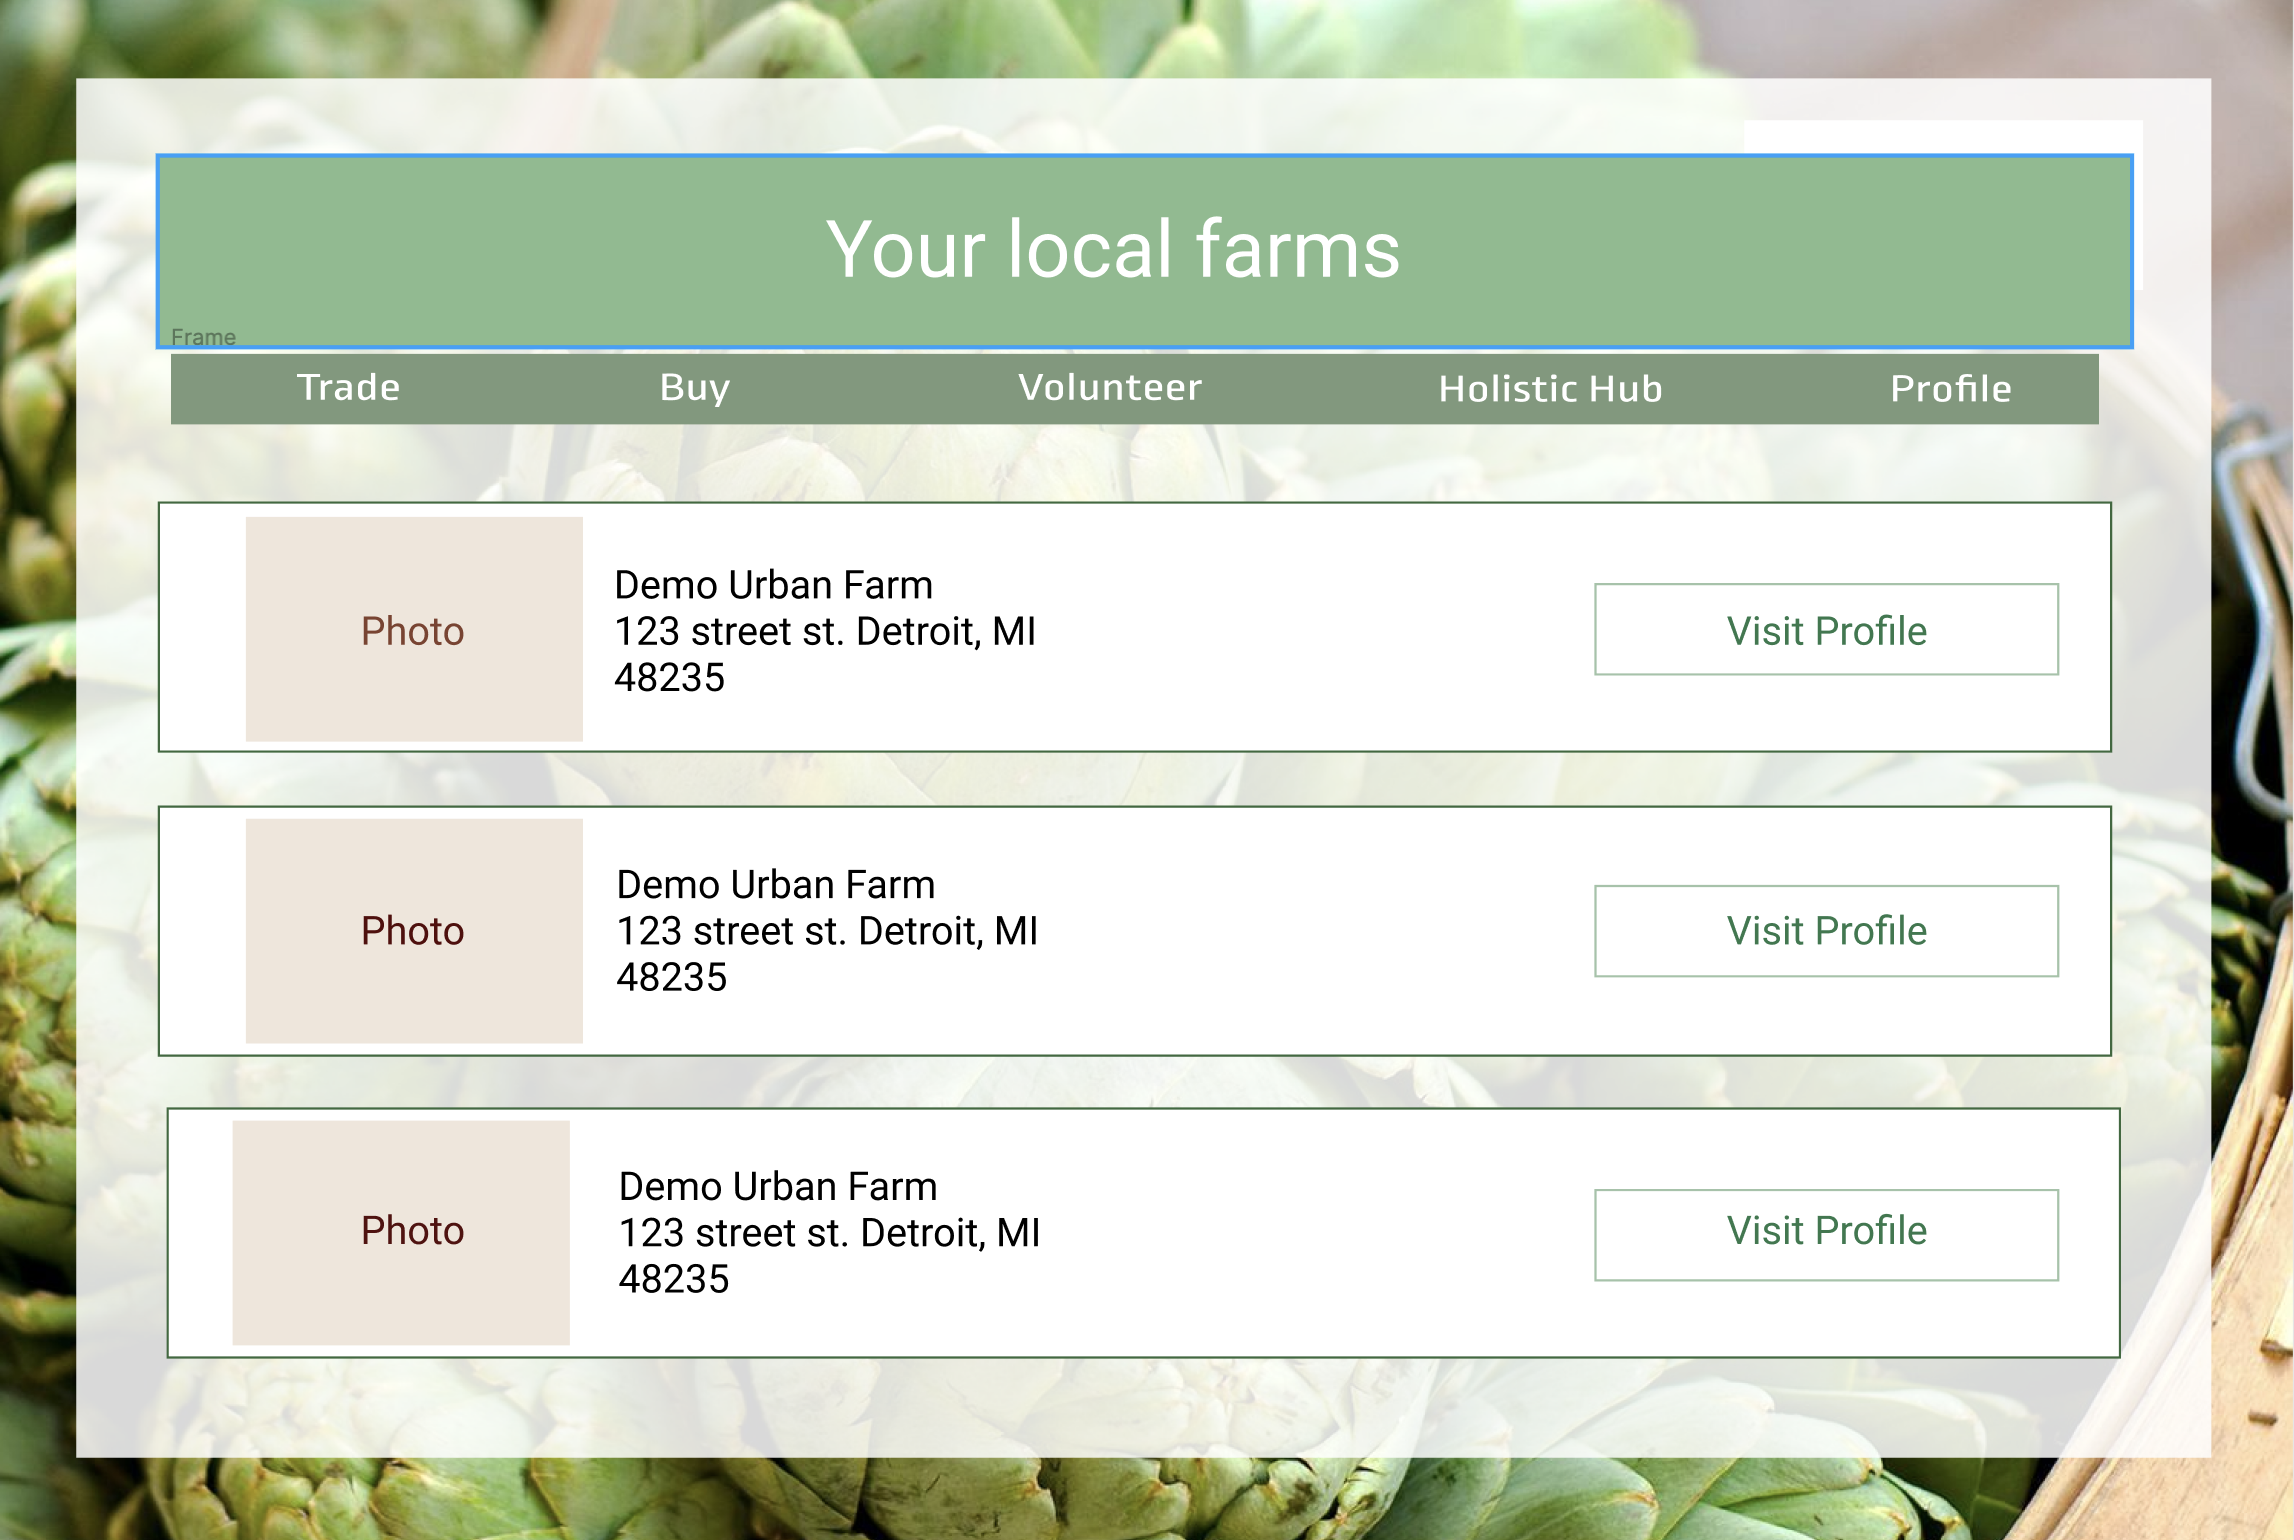 Your local farms
Frame
Trade Buy Volunteer Holistic Hub Profile
Photo
Demo Urban Farm
123 street st. Detroit, MI
48235
Visit Profile
Photo
Demo Urban Farm
123 street st. Detroit, MI
48235
Visit Profile
Photo
Demo Urban Farm
123 street st. Detroit, MI
48235
Visit Profile